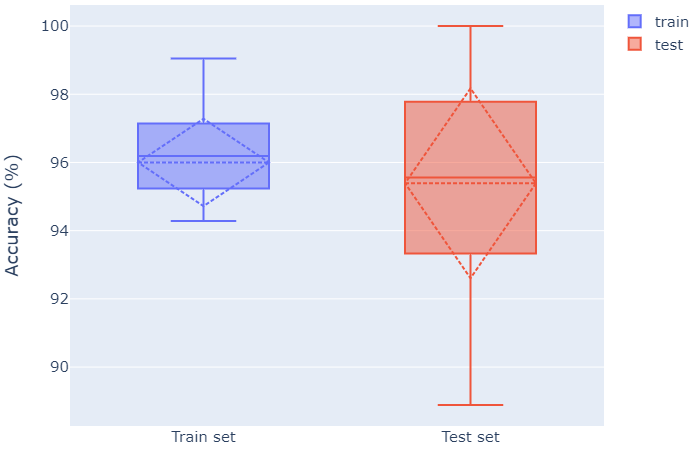 100
98
96
94
92
90
Accuracy (%)
Train set
Test set
train
test